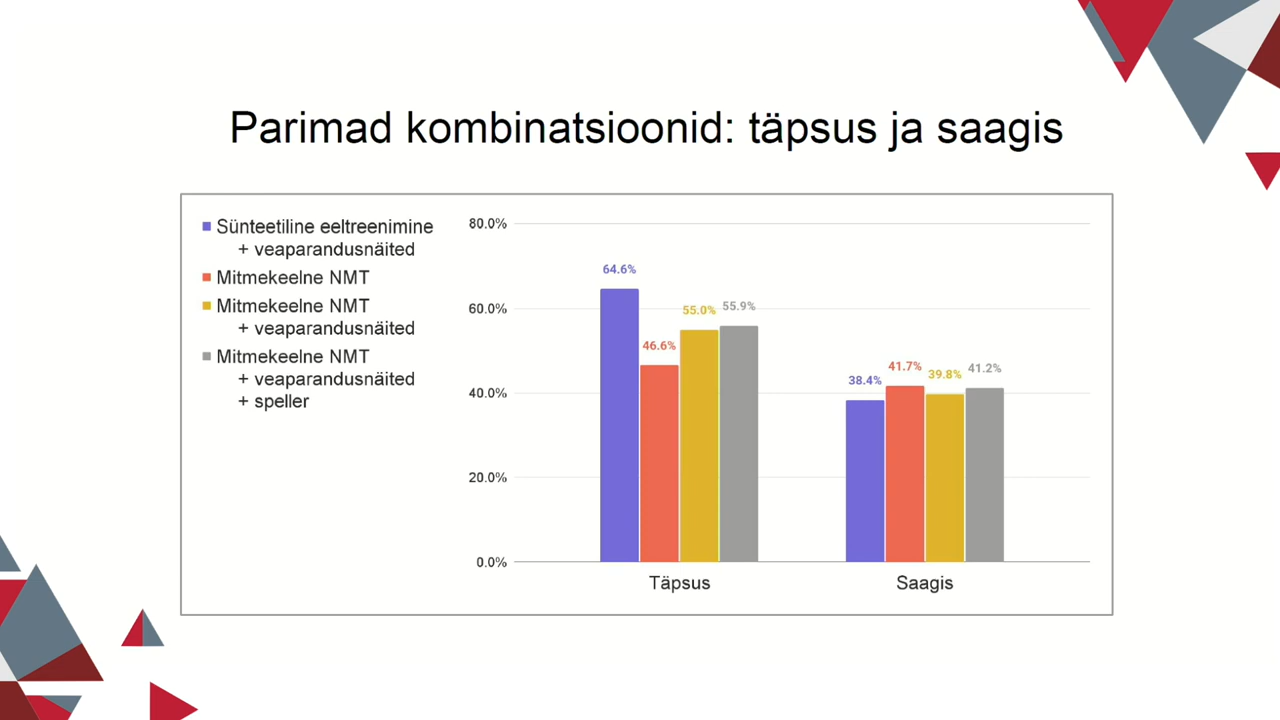 Parimad kombinatsioonid: täpsus ja saagis
Sünteetiline eeltreenimine
+ veaparandusnäited
Mitmekeelne NMT
Mitmekeelne NMT
+ veaparandusnäited
Mitmekeelne NMT
+ veaparandusnäited
+ speller
80.0%
60.0%
40.0%
20.0%
0.0%
64.6%
46.6%
55.0%
55.9%
38.4%
41.7%
39.8%
41.2%
Täpsus
Saagis